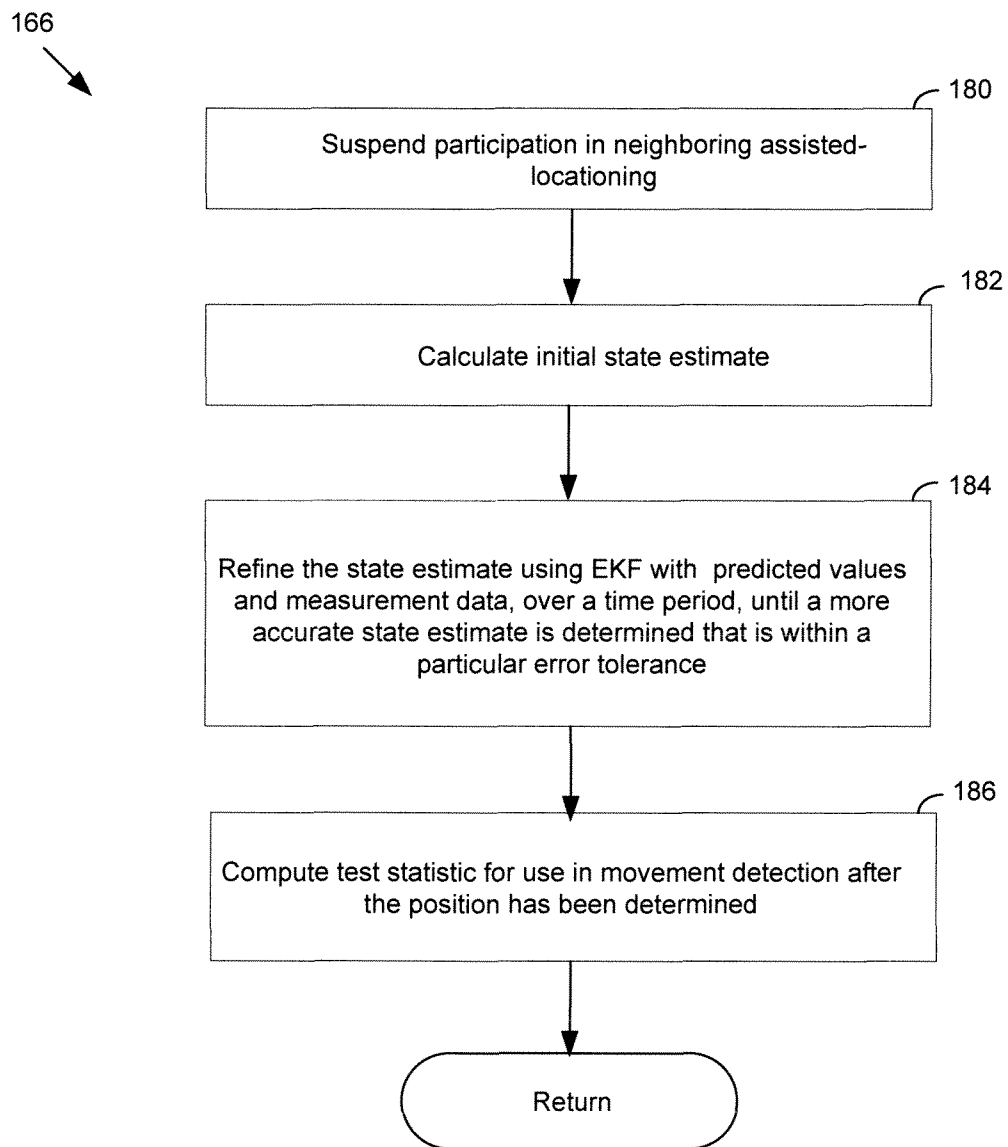 166
180
Suspend participation in neighboring assisted-
locationing
182
Calculate initial state estimate
184
Refine the state estimate using EKF with predicted values
and measurement data, over a time period, until a more
accurate state estimate is determined that is within a
particular error tolerance
186
Compute test statistic for use in movement detection after
the position has been determined
Return